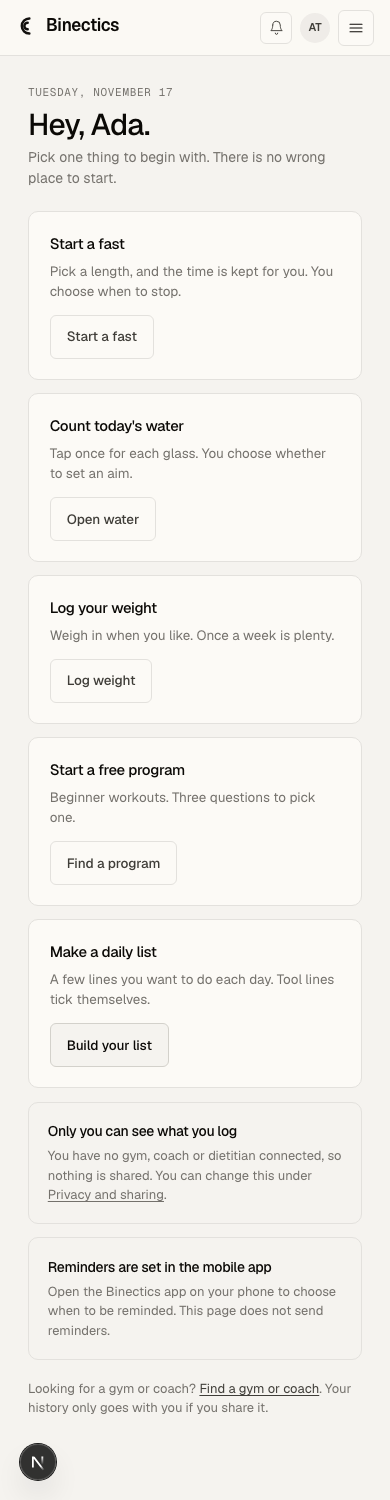 Binectics
AT
TUESDAY, NOVEMBER 17
Hey, Ada.
Pick one thing to begin with. There is no wrong
place to start.
Start a fast
Pick a length, and the time is kept for you. You
choose when to stop.
Start a fast
Count today's water
Tap once for each glass. You choose whether
to set an aim.
Open water
Log your weight
Weigh in when you like. Once a week is plenty.
Log weight
Start a free program
Beginner workouts. Three questions to pick
one.
Find a program
Make a daily list
A few lines you want to do each day. Tool lines
tick themselves.
Build your list
Only you can see what you log
You have no gym, coach or dietitian connected, so
nothing is shared. You can change this under
Privacy and sharing.
Reminders are set in the mobile app
Open the Binectics app on your phone to choose
when to be reminded. This page does not send
reminders.
Looking for a gym or coach? Find a gym or coach. Your
history only goes with you if you share it.
N